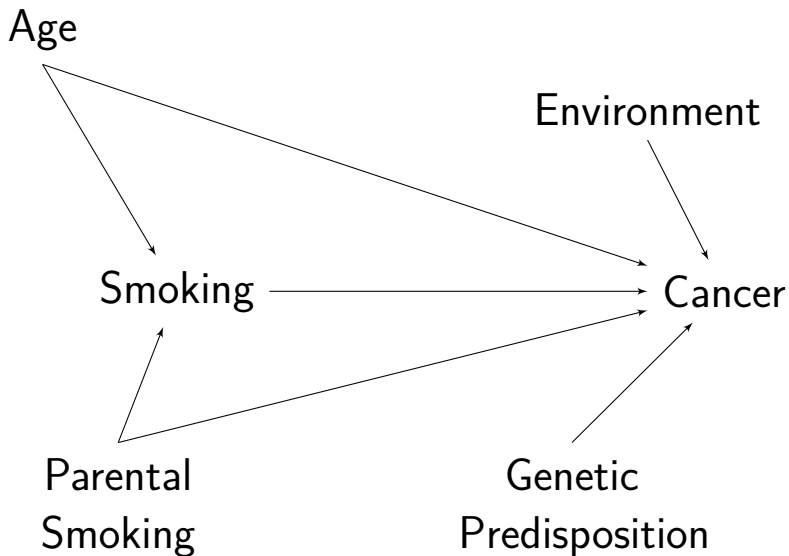 Age
Environment
Smoking
Cancer
Parental
Smoking
Genetic
Predisposition